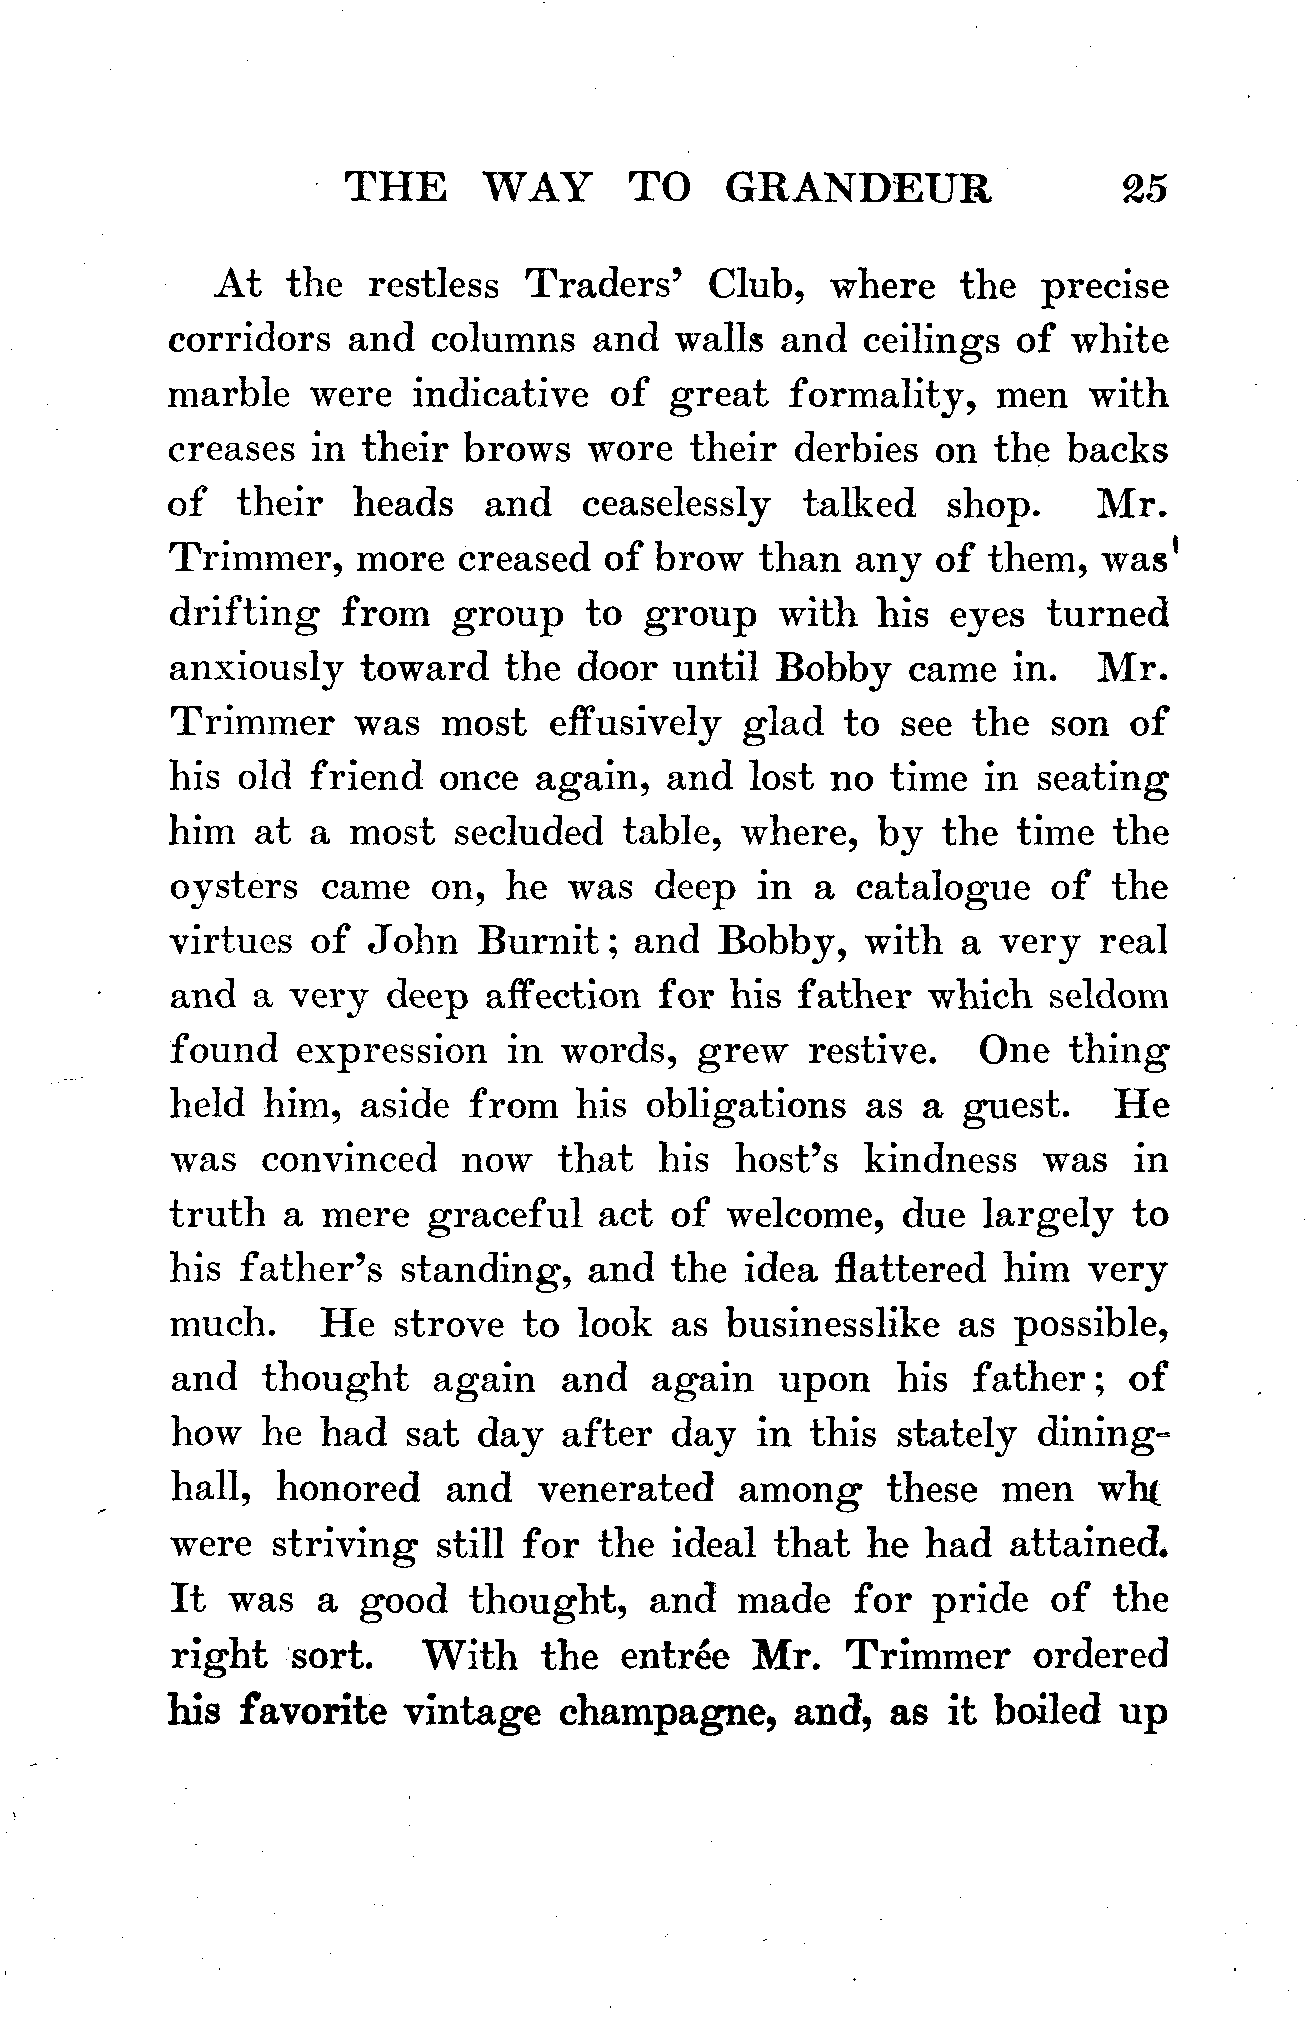 THE WAY TO GRANDEUR 25
At the restless Traders' Club, where the precise
corridors and columns and walls and ceilings of white
marble were indicative of great formality, men with
creases in their brows wore their derbies on the backs
of their heads and ceaselessly talked shop. Mr.
Trimmer, more creased of brow than any of them, was
drifting from group to group with his eyes turned
anxiously toward the door until Bobby came in. Mr.
Trimmer was most effusively glad to see the son of
his old friend once again, and lost no time in seating
him at a most secluded table, where, by the time the
oysters came on, he was deep in a catalogue of the
virtues of John Burnit; and Bobby, with a very real
and a very deep affection for his father which seldom
found expression in words, grew restive. One thing
held him, aside from his obligations as a guest. He
was convinced now that his host's kindness was in
truth a mere graceful act of welcome, due largely to
his father's standing, and the idea flattered him very
much. He strove to look as businesslike as possible,
and thought again and again upon his father; of
how he had sat day after day in this stately dining-
hall, honored and venerated among these men who
were striving still for the ideal that he had attained.
It was a good thought, and made for pride of the
right sort. With the entrée Mr. Trimmer ordered
his favorite vintage champagne, and, as it boiled up